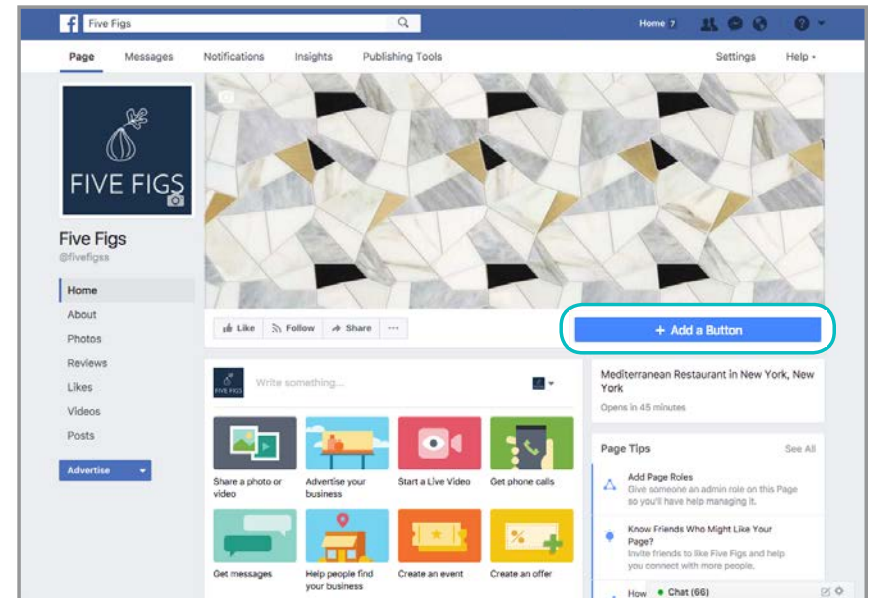 Five Figs
Home 7
Page Messages Notifications Insights Publishing Tools Settings Help
FIVE FIGS
Five Figs
@fivefigss
Home
About
Photos
Reviews
Likes
Videos
Posts
Advertise
Like Follow Share ...
+ Add a Button
FIVE FIGS
Write something...
Share a photo or
video
Advertise your
business
Start a Live Video
Get phone calls
Get messages
Help people find
your business
Create an event
Create an offer
Mediterranean Restaurant in New York, New
York
Opens in 45 minutes
Page Tips See All
Add Page Roles
Give someone an admin role on this Page
so you'll have help managing it.
Know Friends Who Might Like Your
Page?
Invite friends to like Five Figs and help
you connect with more people.
How
Chat (66)